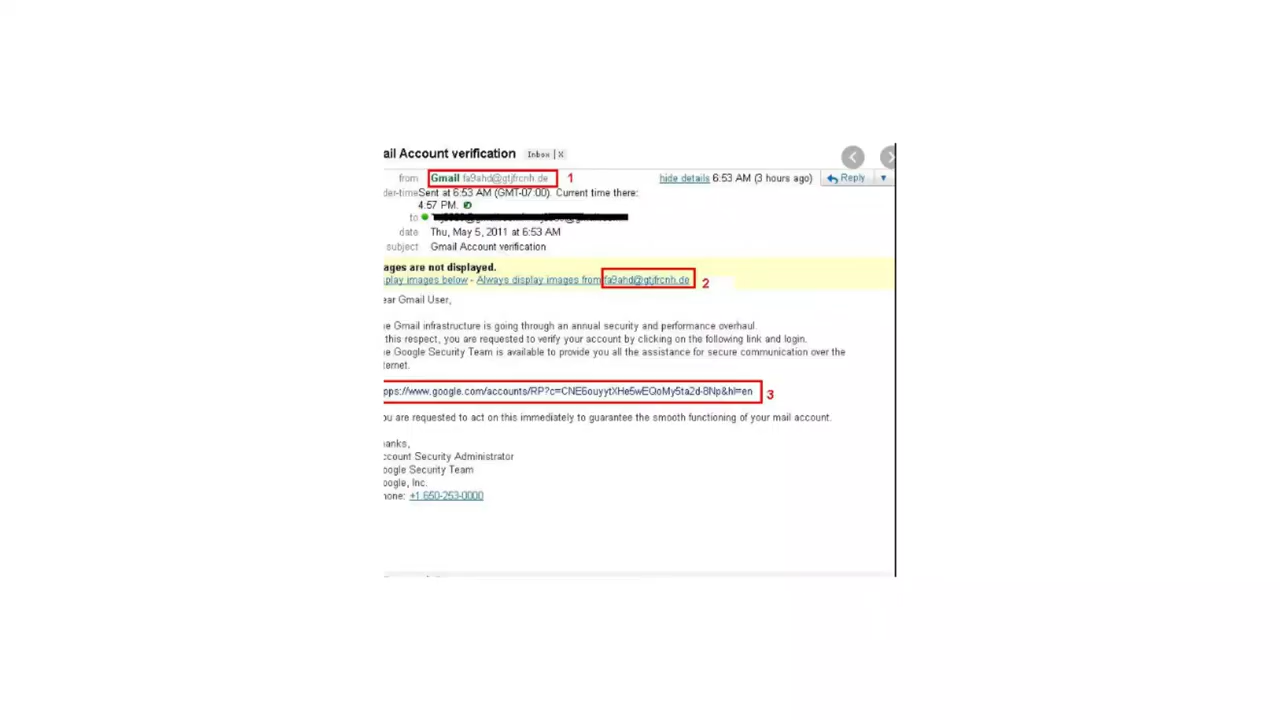 ail Account verification Inbox | X
from Gmail fa9ahd@gtjfrcnh.de 1 hide details 6:53 AM (3 hours ago) Reply
der-time Sent at 6:53 AM (GMT-07:00). Current time there:
4:57 PM.
to
date Thu, May 5, 2011 at 6:53 AM
subject Gmail Account verification
ages are not displayed.
play images below - Always display images from fa9ahd@gtjfrcnh.de 2
ear Gmail User,
e Gmail infrastructure is going through an annual security and performance overhaul.
this respect, you are requested to verify your account by clicking on the following link and login.
e Google Security Team is available to provide you all the assistance for secure communication over the
ternet.
ps://www.google.com/accounts/RP?c=CNE6ouyytXHe5wEQoMy5ta2d-8Np&hl=en 3
ou are requested to act on this immediately to guarantee the smooth functioning of your mail account.
hanks,
ccount Security Administrator
oogle Security Team
oogle, Inc.
hone: +1 650-253-0000